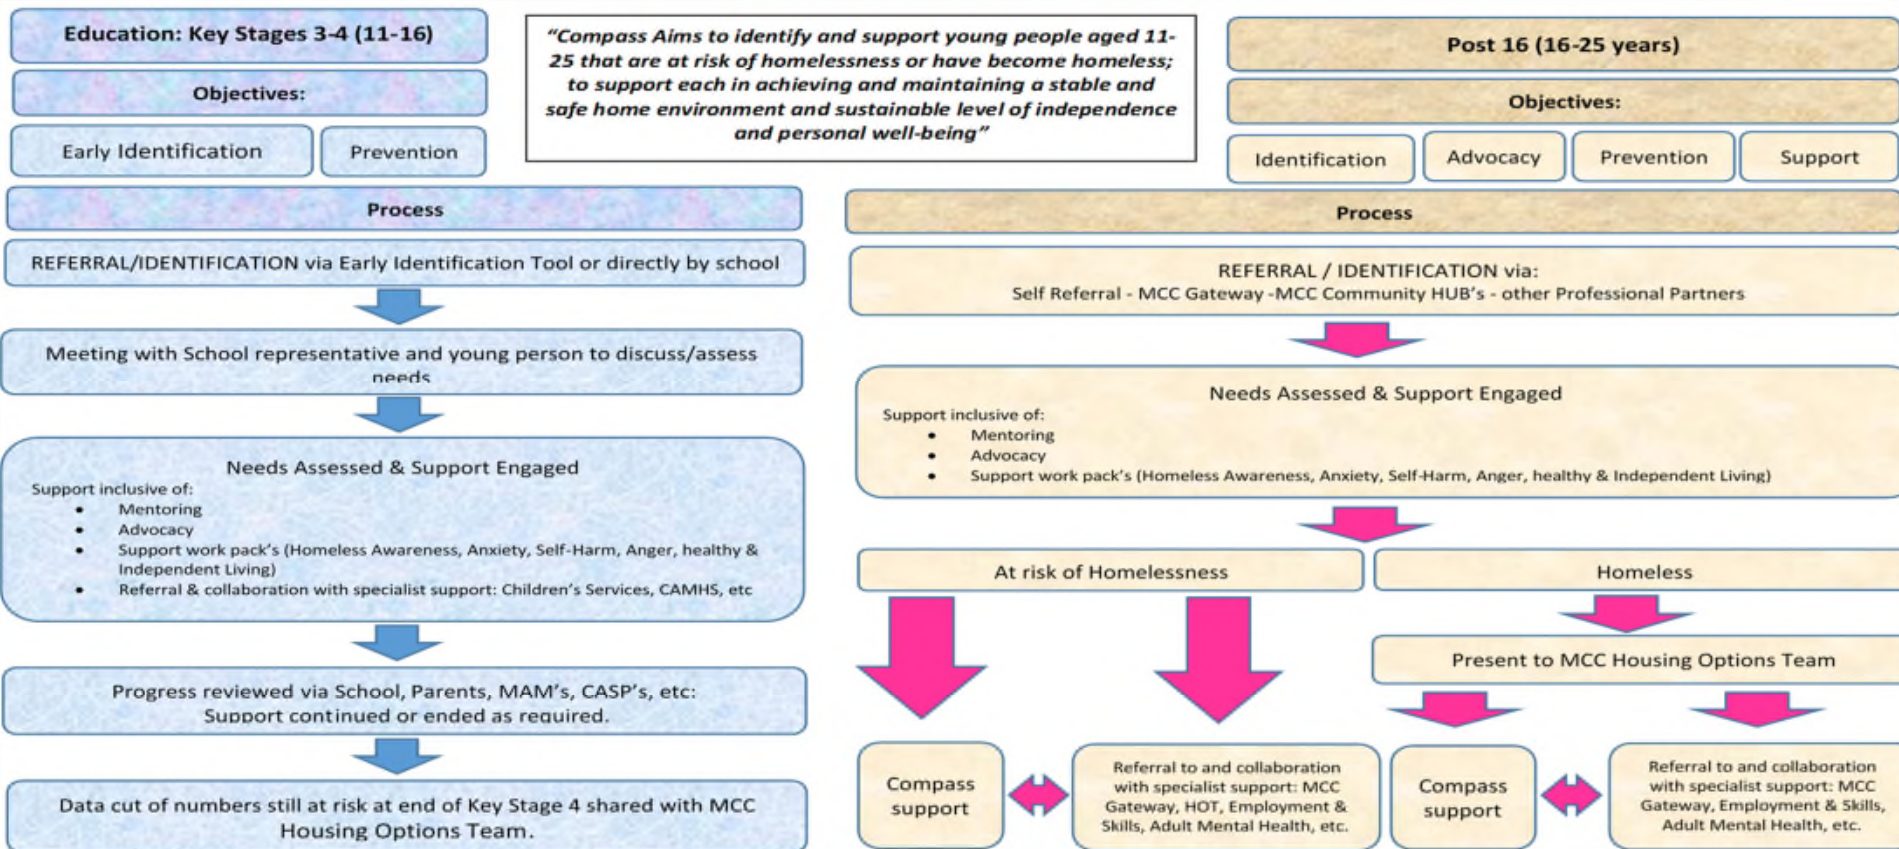 Education: Key Stages 3-4 (11-16)
Objectives:
Early Identification
Prevention
"Compass Aims to identify and support young people aged 11-
25 that are at risk of homelessness or have become homeless;
to support each in achieving and maintaining a stable and
safe home environment and sustainable level of independence
and personal well-being"
Post 16 (16-25 years)
Objectives:
Identification
Advocacy
Prevention
Support
Process
REFERRAL/IDENTIFICATION via Early Identification Tool or directly by school
Meeting with School representative and young person to discuss/assess
needs
Needs Assessed & Support Engaged
Support inclusive of:
• Mentoring
• Advocacy
• Support work pack's (Homeless Awareness, Anxiety, Self-Harm, Anger, healthy &
Independent Living)
• Referral & collaboration with specialist support: Children's Services, CAMHS, etc
Progress reviewed via School, Parents, MAM's, CASP's, etc:
Support continued or ended as required.
Data cut of numbers still at risk at end of Key Stage 4 shared with MCC
Housing Options Team.
Process
REFERRAL / IDENTIFICATION via:
Self Referral - MCC Gateway -MCC Community HUB's - other Professional Partners
Needs Assessed & Support Engaged
Support inclusive of:
• Mentoring
• Advocacy
• Support work pack's (Homeless Awareness, Anxiety, Self-Harm, Anger, healthy & Independent Living)
At risk of Homelessness
Homeless
Present to MCC Housing Options Team
Compass
support
Referral to and collaboration
with specialist support: MCC
Gateway, HOT, Employment &
Skills, Adult Mental Health, etc.
Compass
support
Referral to and collaboration
with specialist support: MCC
Gateway, Employment & Skills,
Adult Mental Health, etc.